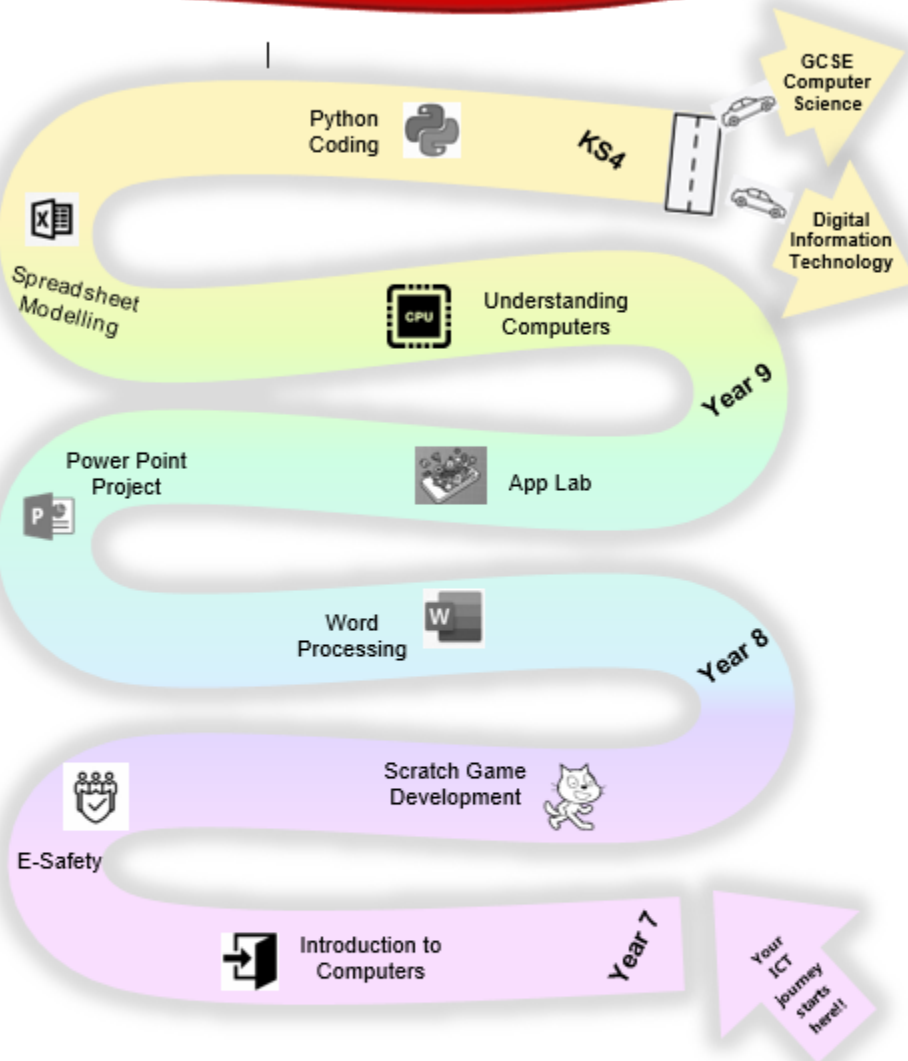 GCSE
Computer
Science
Python
Coding
KS4
Digital
Information
Technology
X
Spreadsheet
Modelling
CPU
Understanding
Computers
Year 9
Power Point
Project
P
App Lab
Word
Processing
W
Year 8
Scratch Game
Development
E-Safety
Introduction to
Computers
Year 7
Your
ICT
journey
starts
here!!